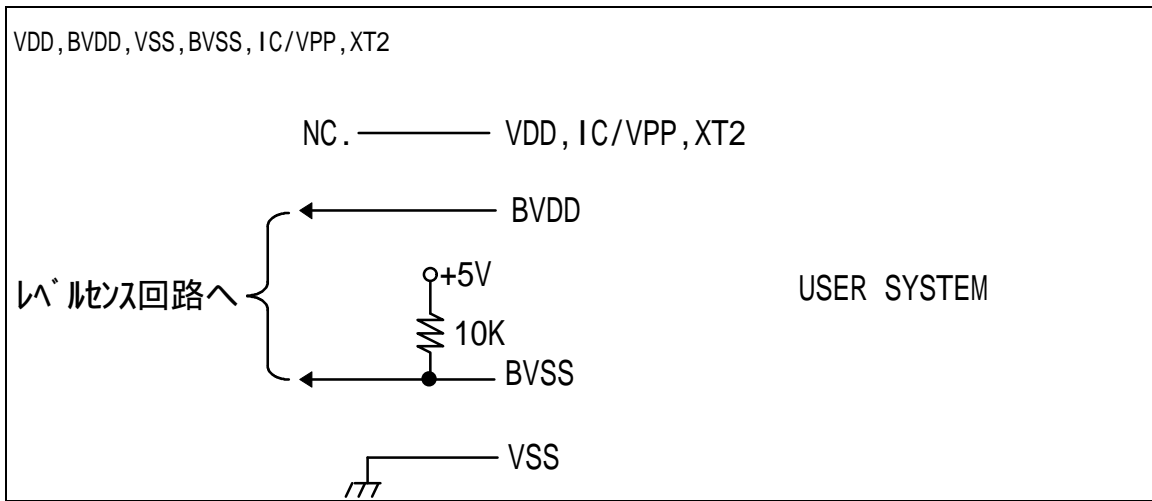 VDD,BVDD,VSS,BVSS,IC/VPP,XT2
NC. VDD,IC/VPP,XT2
BVDD
+5V
レベルセンス回路へ
USER SYSTEM
10K
BVSS
VSS